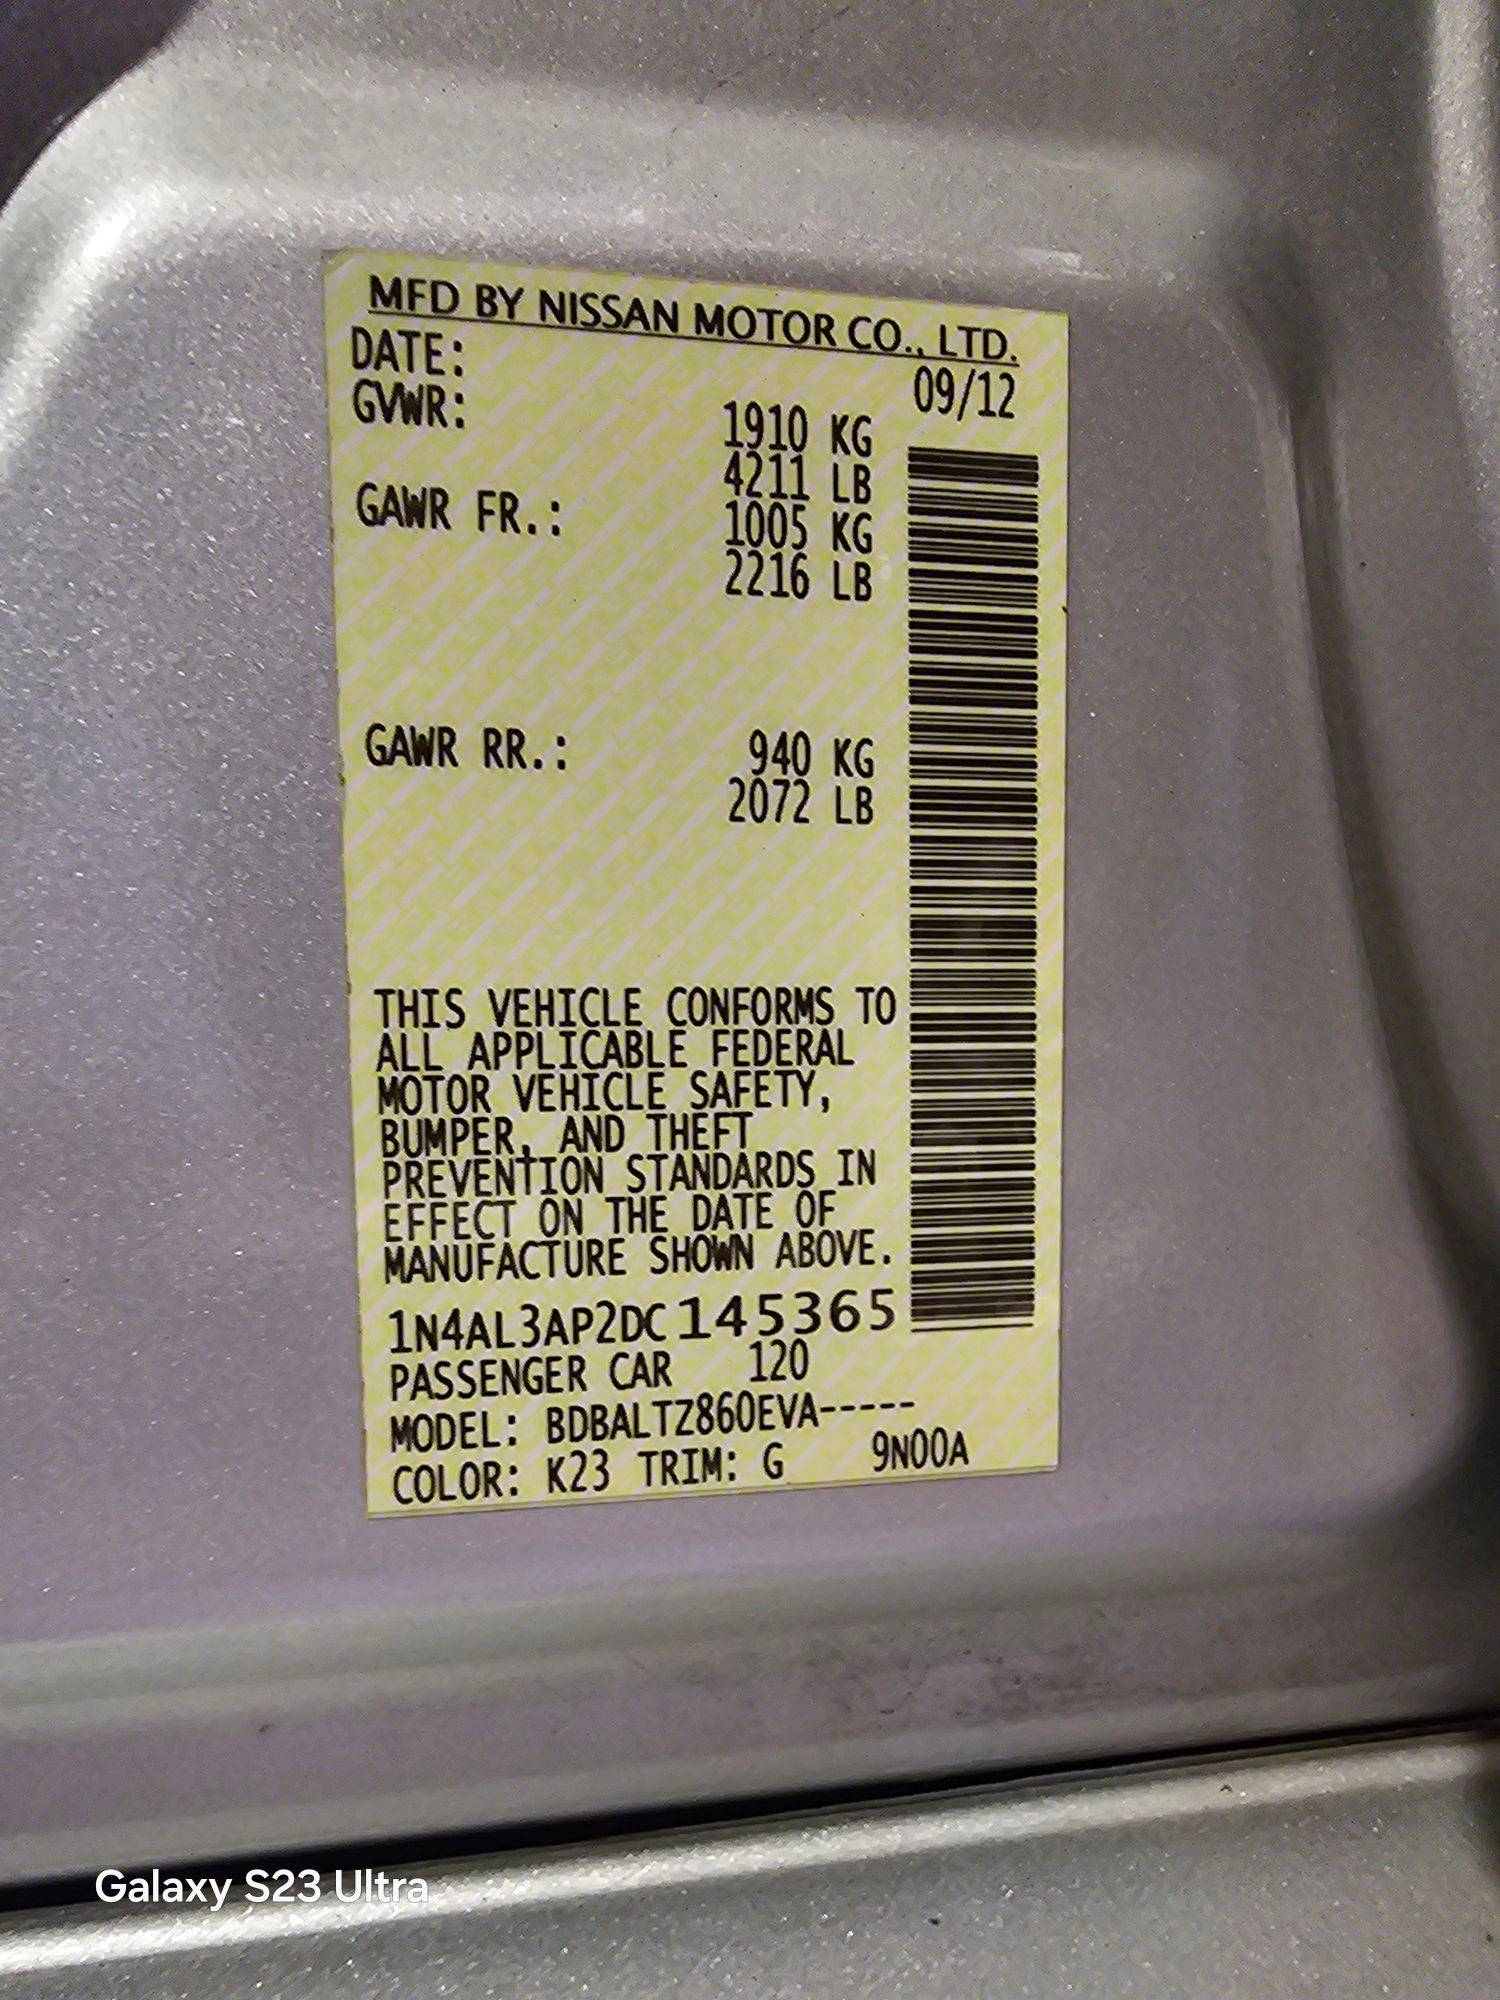 MFD BY NISSAN MOTOR CO., LTD.
DATE: 09/12
GVWR: 1910 KG
4211 LB
GAWR FR.: 1005 KG
2216 LB
GAWR RR.: 940 KG
2072 LB
THIS VEHICLE CONFORMS TO
ALL APPLICABLE FEDERAL
MOTOR VEHICLE SAFETY,
BUMPER, AND THEFT
PREVENTION STANDARDS IN
EFFECT ON THE DATE OF
MANUFACTURE SHOWN ABOVE.
1N4AL3AP2DC145365
PASSENGER CAR 120
MODEL: BDBALTZ860EVA-----
COLOR: K23 TRIM: G 9N00A
Galaxy S23 Ultra